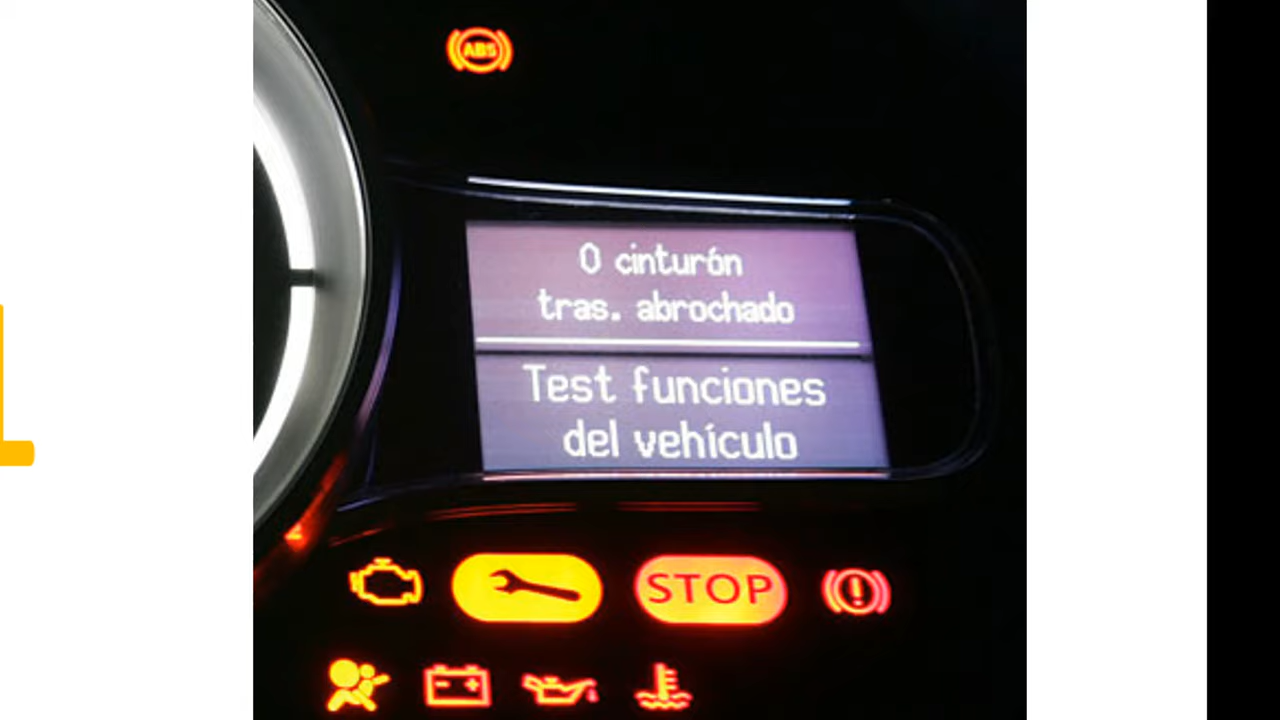 ABS
0 cinturón
tras. abrochado
Test funciones
del vehículo
STOP